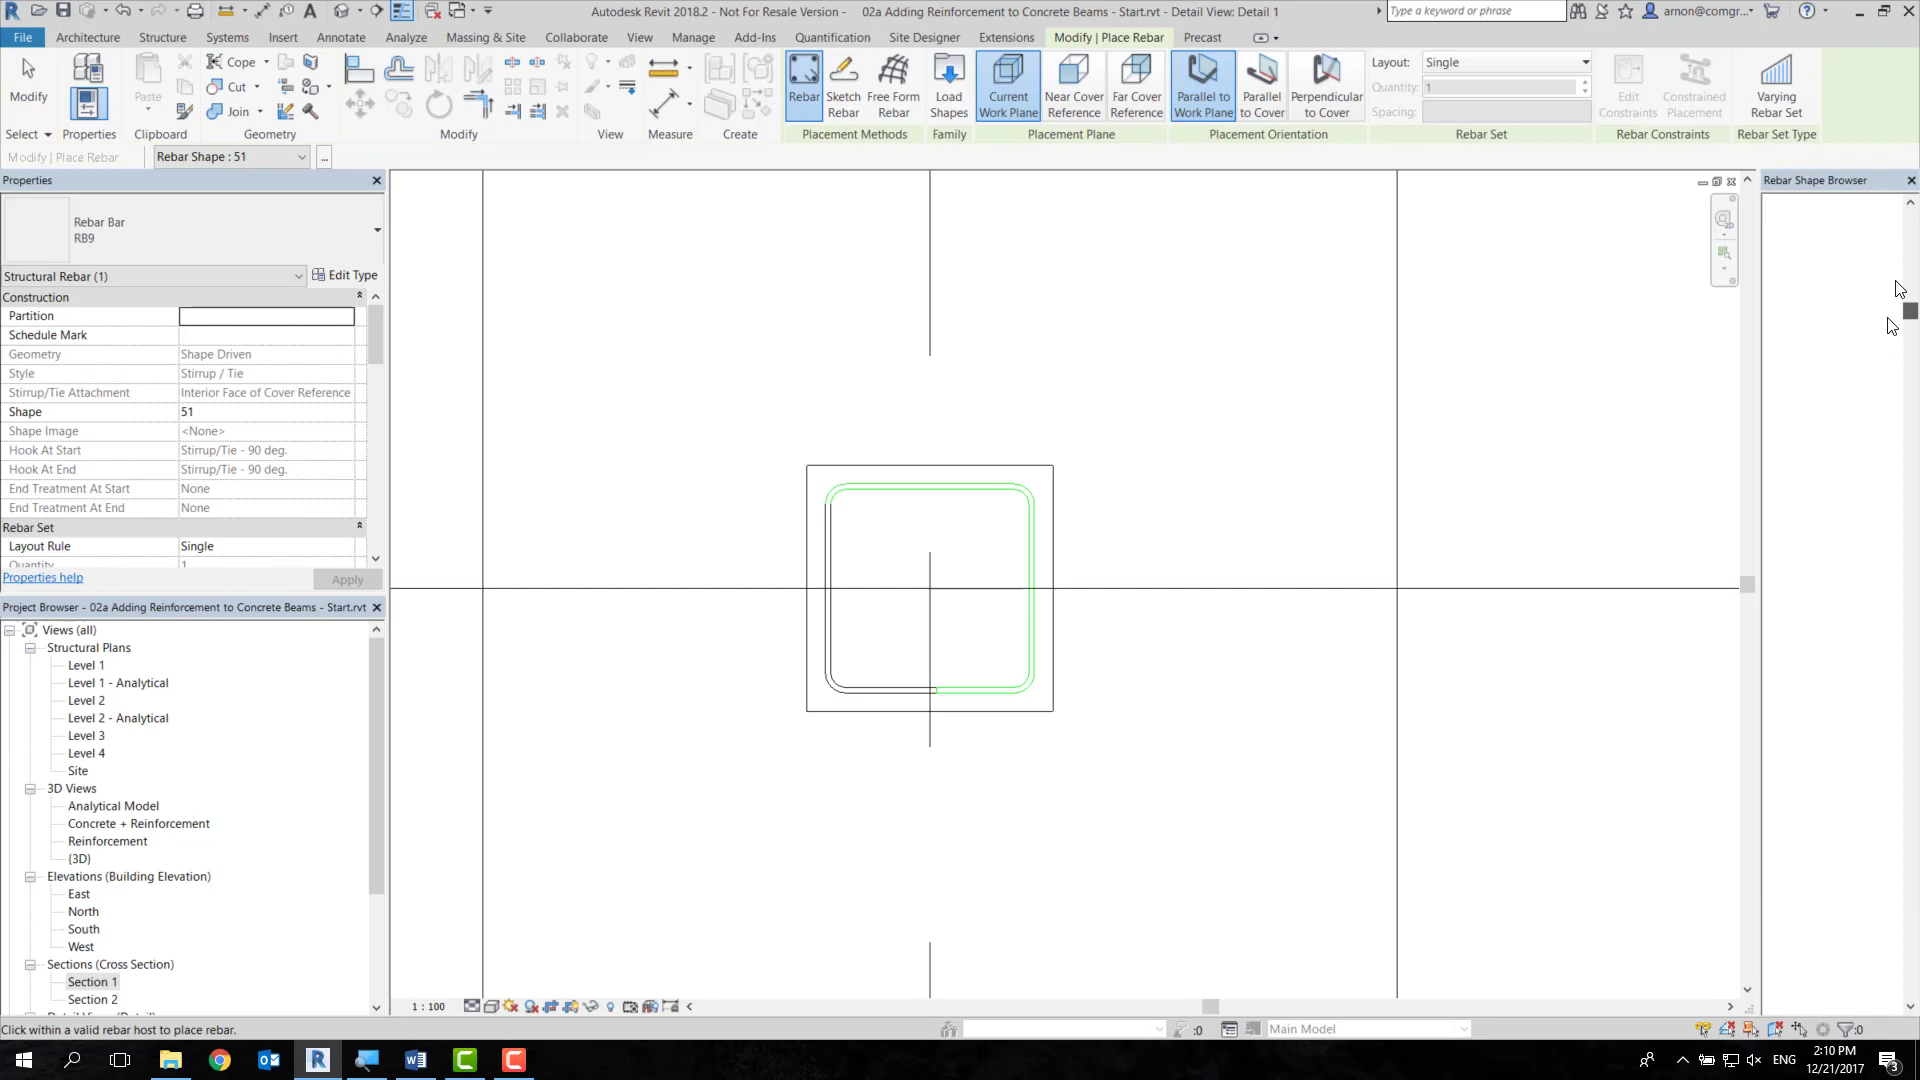 Autodesk Revit 2018.2 - Not For Resale Version - 02a Adding Reinforcement to Concrete Beams - Start.rvt - Detail View: Detail 1
Type a keyword or phrase
arnon@comgr...
File Architecture Structure Systems Insert Annotate Analyze Massing & Site Collaborate View Manage Add-Ins Quantification Site Designer Extensions Modify | Place Rebar Precast
Modify
Select
Properties
Paste
Clipboard
Cope
Cut
Join
Geometry
Modify
View
Measure
Create
Rebar
Sketch
Rebar
Free Form
Rebar
Placement Methods
Load
Shapes
Family
Current
Work Plane
Near Cover
Reference
Far Cover
Reference
Placement Plane
Parallel to
Work Plane
Parallel
to Cover
Perpendicular
to Cover
Placement Orientation
Layout: Single
Quantity: 1
Spacing:
Rebar Set
Edit
Constraints
Constrained
Placement
Rebar Constraints
Varying
Rebar Set
Rebar Set Type
Modify | Place Rebar
Rebar Shape : 51
...
Properties
Rebar Bar
RB9
Structural Rebar (1)
Edit Type
Construction
Partition
Schedule Mark
Geometry Shape Driven
Style Stirrup / Tie
Stirrup/Tie Attachment Interior Face of Cover Reference
Shape 51
Shape Image <None>
Hook At Start Stirrup/Tie - 90 deg.
Hook At End Stirrup/Tie - 90 deg.
End Treatment At Start None
End Treatment At End None
Rebar Set
Layout Rule Single
Quantity 1
Properties help
Apply
Project Browser - 02a Adding Reinforcement to Concrete Beams - Start.rvt
Views (all)
Structural Plans
Level 1
Level 1 - Analytical
Level 2
Level 2 - Analytical
Level 3
Level 4
Site
3D Views
Analytical Model
Concrete + Reinforcement
Reinforcement
{3D}
Elevations (Building Elevation)
East
North
South
West
Sections (Cross Section)
Section 1
Section 2
Rebar Shape Browser
2D
1 : 100
Click within a valid rebar host to place rebar.
:0
Main Model
:0
ENG
2:10 PM
12/21/2017
3